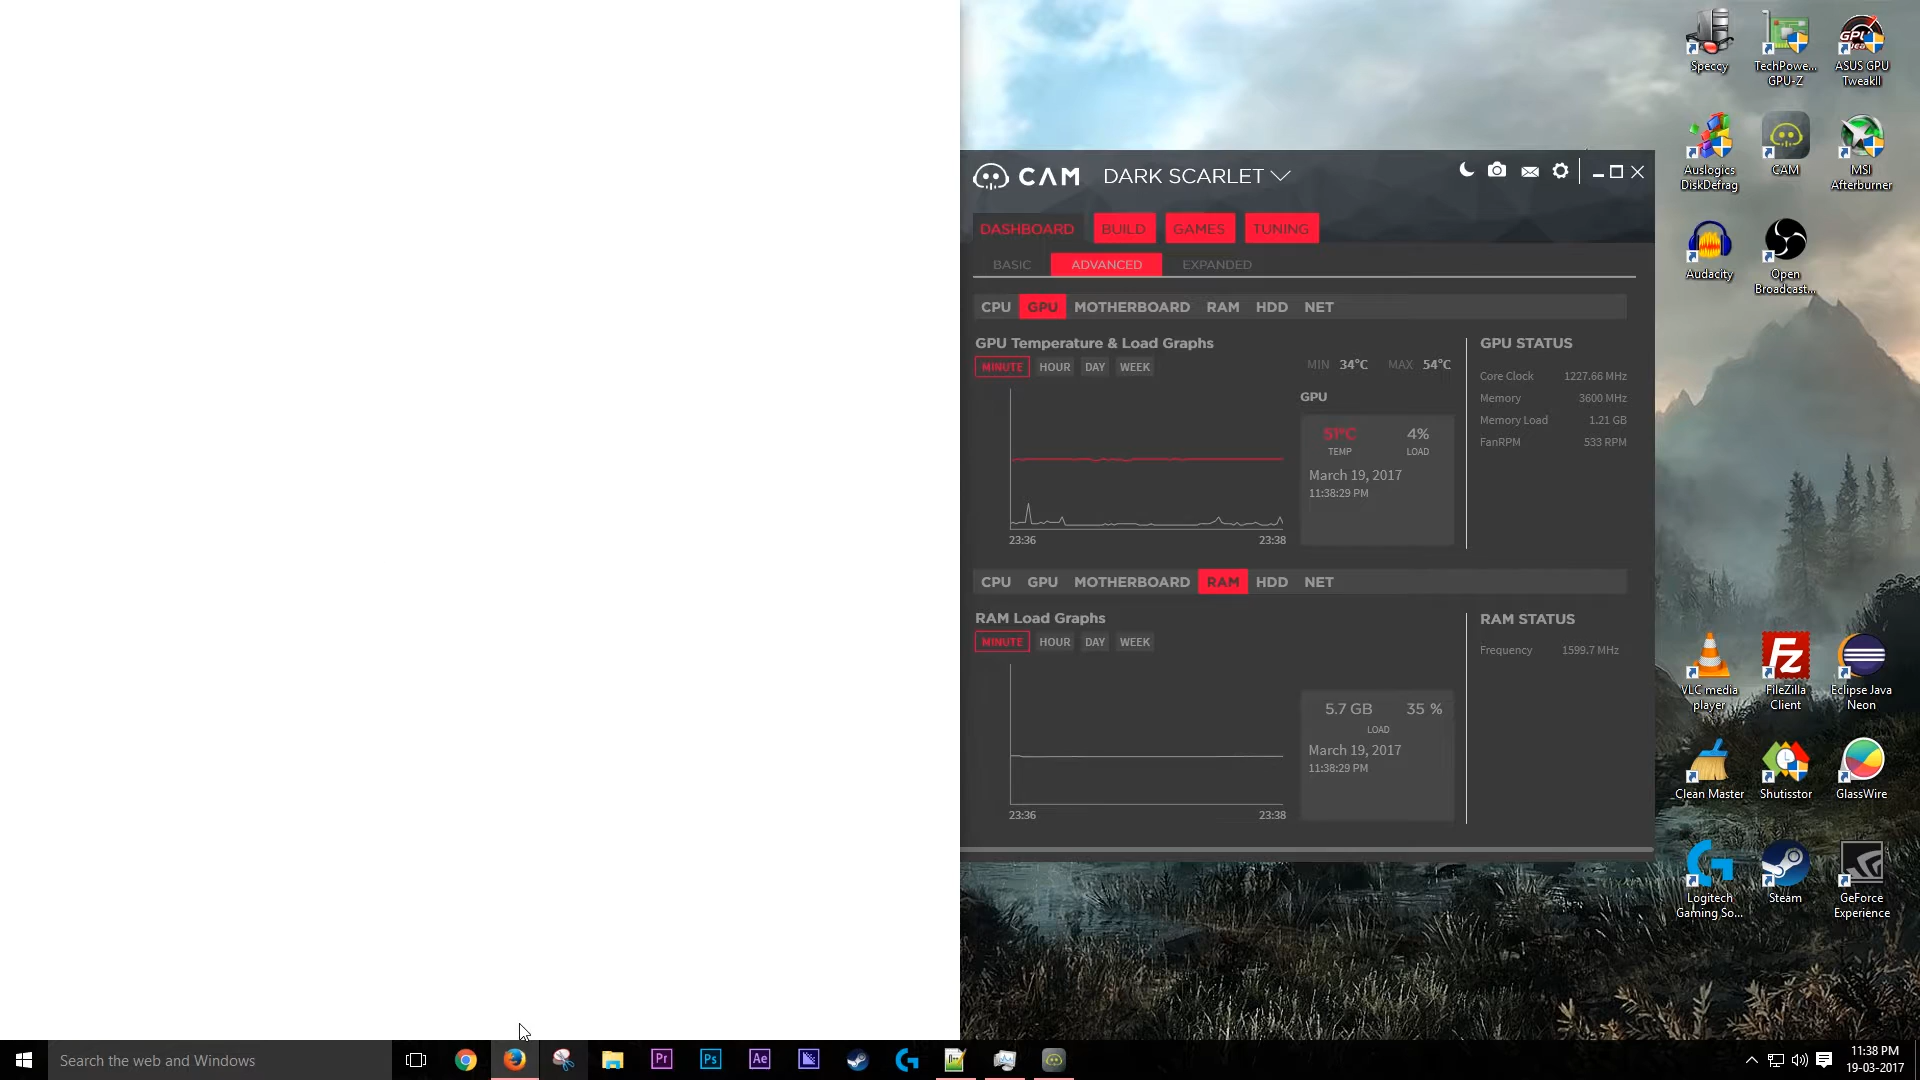 CAM DARK SCARLET
DASHBOARD BUILD GAMES TUNING
BASIC ADVANCED EXPANDED
CPU GPU MOTHERBOARD RAM HDD NET
GPU Temperature & Load Graphs
MINUTE HOUR DAY WEEK
MIN 34°C MAX 54°C
GPU
51°C 4%
TEMP LOAD
March 19, 2017
11:38:29 PM
23:36 23:38
GPU STATUS
Core Clock 1227.66 MHz
Memory 3600 MHz
Memory Load 1.21 GB
FanRPM 533 RPM
CPU GPU MOTHERBOARD RAM HDD NET
RAM Load Graphs
MINUTE HOUR DAY WEEK
5.7 GB 35 %
LOAD
March 19, 2017
11:38:29 PM
23:36 23:38
RAM STATUS
Frequency 1599.7 MHz
Speccy
TechPowe...
GPU-Z
ASUS GPU
TweakII
Auslogics
DiskDefrag
CAM
MSI
Afterburner
Audacity
Open
Broadcast...
VLC media
player
FileZilla
Client
Eclipse Java
Neon
Clean Master
Shutisstor
GlassWire
Logitech
Gaming So...
Steam
GeForce
Experience
Search the web and Windows
Pr
Ps
Ae
11:38 PM
19-03-2017